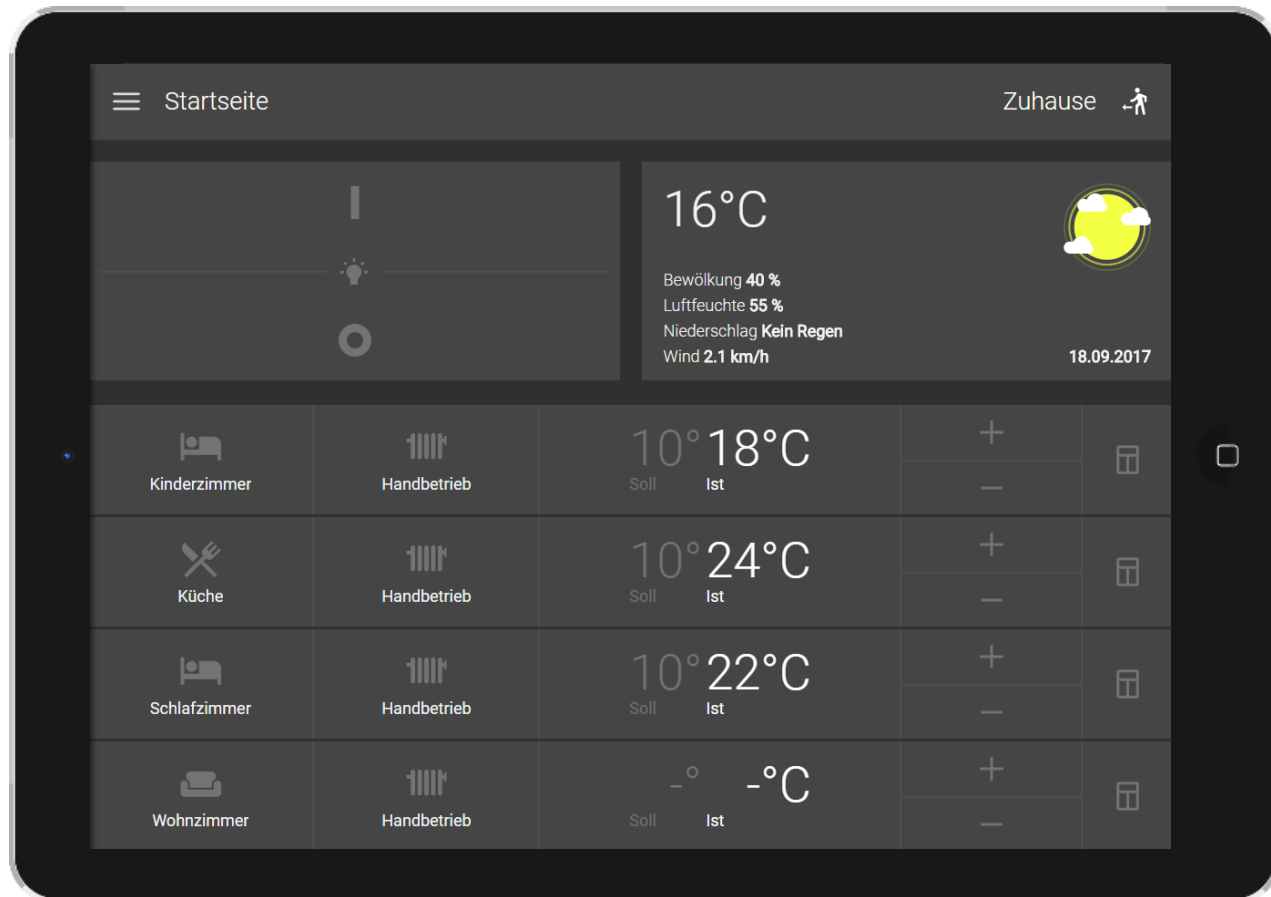 Startseite
Zuhause
16°C
Bewölkung 40 %
Luftfeuchte 55 %
Niederschlag Kein Regen
Wind 2.1 km/h
18.09.2017
Kinderzimmer
Handbetrieb
10° 18°C
Soll Ist
+
−
Küche
Handbetrieb
10° 24°C
Soll Ist
+
−
Schlafzimmer
Handbetrieb
10° 22°C
Soll Ist
+
−
Wohnzimmer
Handbetrieb
-° -°C
Soll Ist
+
−